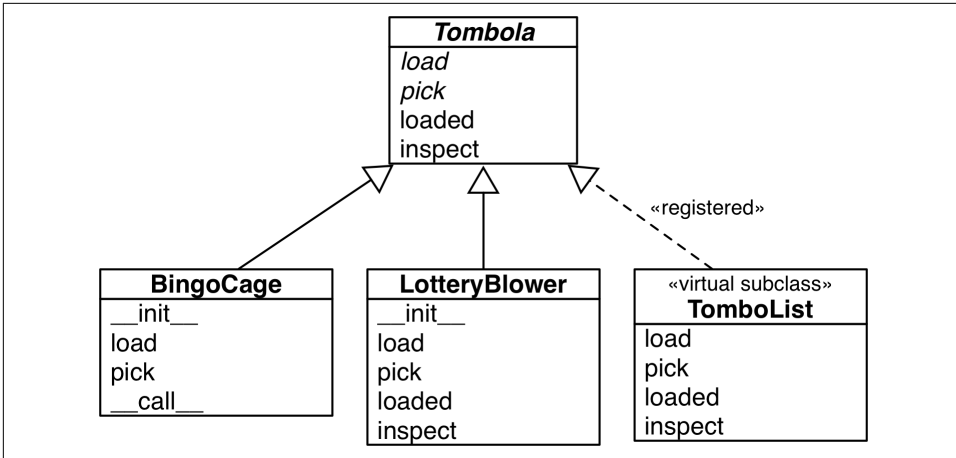 Tombola
load
pick
loaded
inspect
«registered»
BingoCage
__init__
load
pick
__call__
LotteryBlower
__init__
load
pick
loaded
inspect
«virtual subclass»
TomboList
load
pick
loaded
inspect